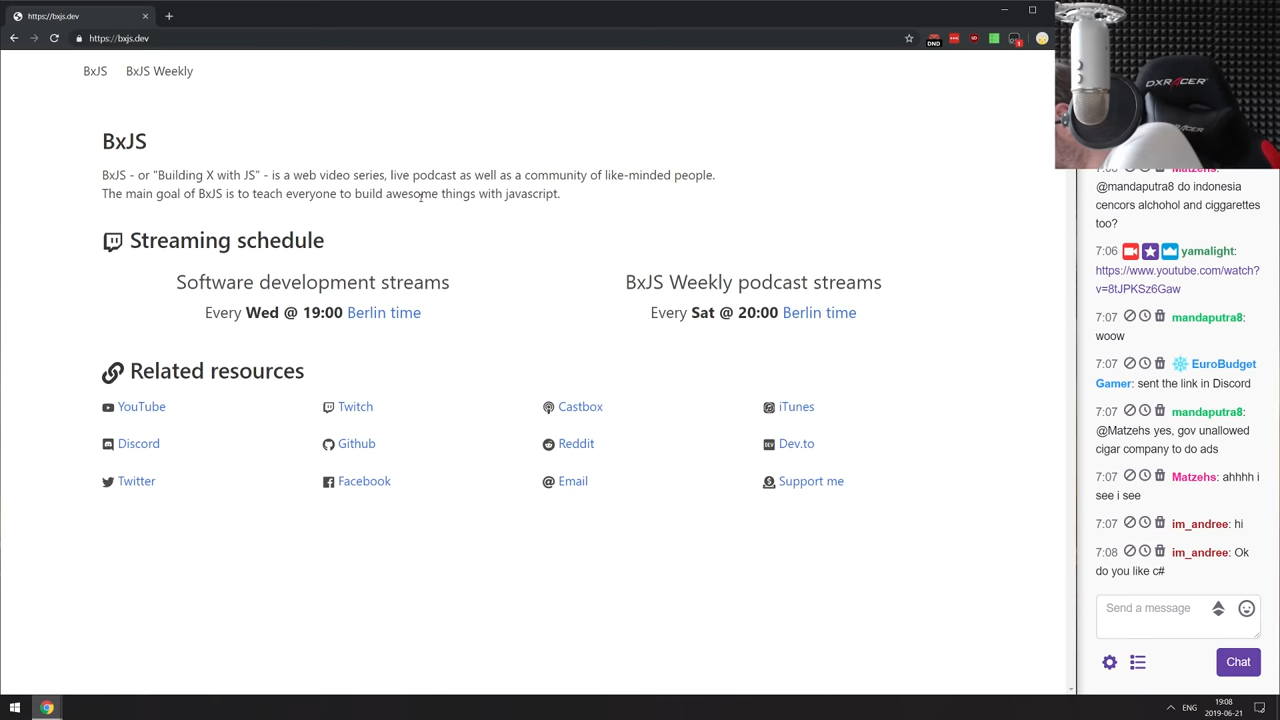 https://bxjs.dev
https://bxjs.dev
DND
1
BxJS BxJS Weekly
BxJS
BxJS - or "Building X with JS" - is a web video series, live podcast as well as a community of like-minded people.
The main goal of BxJS is to teach everyone to build awesome things with javascript.
Streaming schedule
Software development streams
Every Wed @ 19:00 Berlin time
BxJS Weekly podcast streams
Every Sat @ 20:00 Berlin time
Related resources
YouTube Twitch Castbox iTunes
Discord Github Reddit Dev.to
Twitter Facebook Email Support me
DXRACER
Matzehs:
@mandaputra8 do indonesia
cencors alchohol and ciggarettes
too?
7:06 yamalight:
https://www.youtube.com/watch?
v=8tJPKSz6Gaw
7:07 mandaputra8:
woow
7:07 EuroBudget
Gamer: sent the link in Discord
7:07 mandaputra8:
@Matzehs yes, gov unallowed
cigar company to do ads
7:07 Matzehs: ahhhh i
see i see
7:07 im_andree: hi
7:08 im_andree: Ok
do you like c#
Send a message
Chat
ENG
19:08
2019-06-21